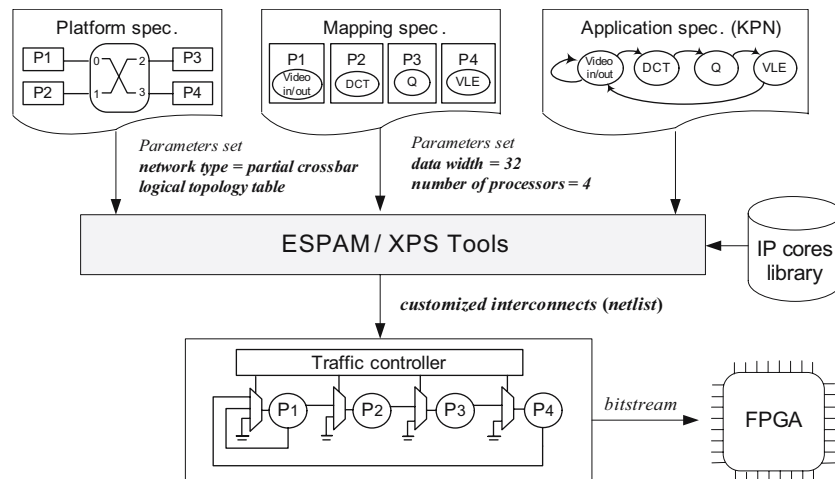 Platform spec.
P1
P2
0
1
2
3
P3
P4
Mapping spec.
P1
Video in/out
P2
DCT
P3
Q
P4
VLE
Application spec. (KPN)
Video in/out
DCT
Q
VLE
Parameters set
network type = partial crossbar
logical topology table
Parameters set
data width = 32
number of processors = 4
ESPAM / XPS Tools
IP cores
library
customized interconnects (netlist)
Traffic controller
P1
P2
P3
P4
bitstream
FPGA